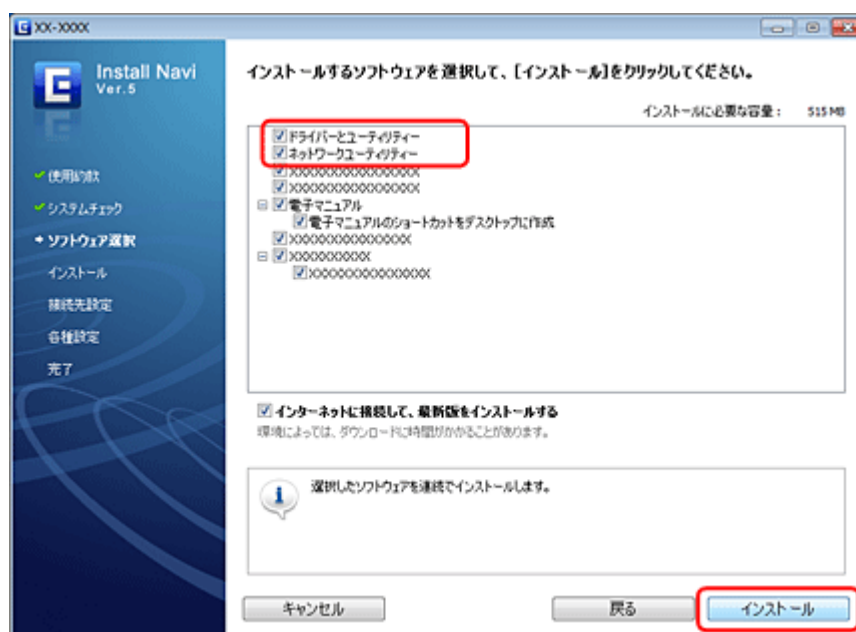 XX-XXXX
Install Navi
Ver.5
インストールするソフトウェアを選択して、[インストール]をクリックしてください。
インストールに必要な容量： 515 MB
ドライバーとユーティリティー
ネットワークユーティリティー
XXXXXXXXXXXXXXXXX
XXXXXXXXXXXXXXXXX
電子マニュアル
電子マニュアルのショートカットをデスクトップに作成
XXXXXXXXXXXXXXXX
XXXXXXXXXXX
XXXXXXXXXXXXXXXX
使用約款
システムチェック
ソフトウェア選択
インストール
接続先設定
各種設定
完了
インターネットに接続して、最新版をインストールする
環境によっては、ダウンロードに時間がかかることがあります。
選択したソフトウェアを連続でインストールします。
キャンセル
戻る
インストール